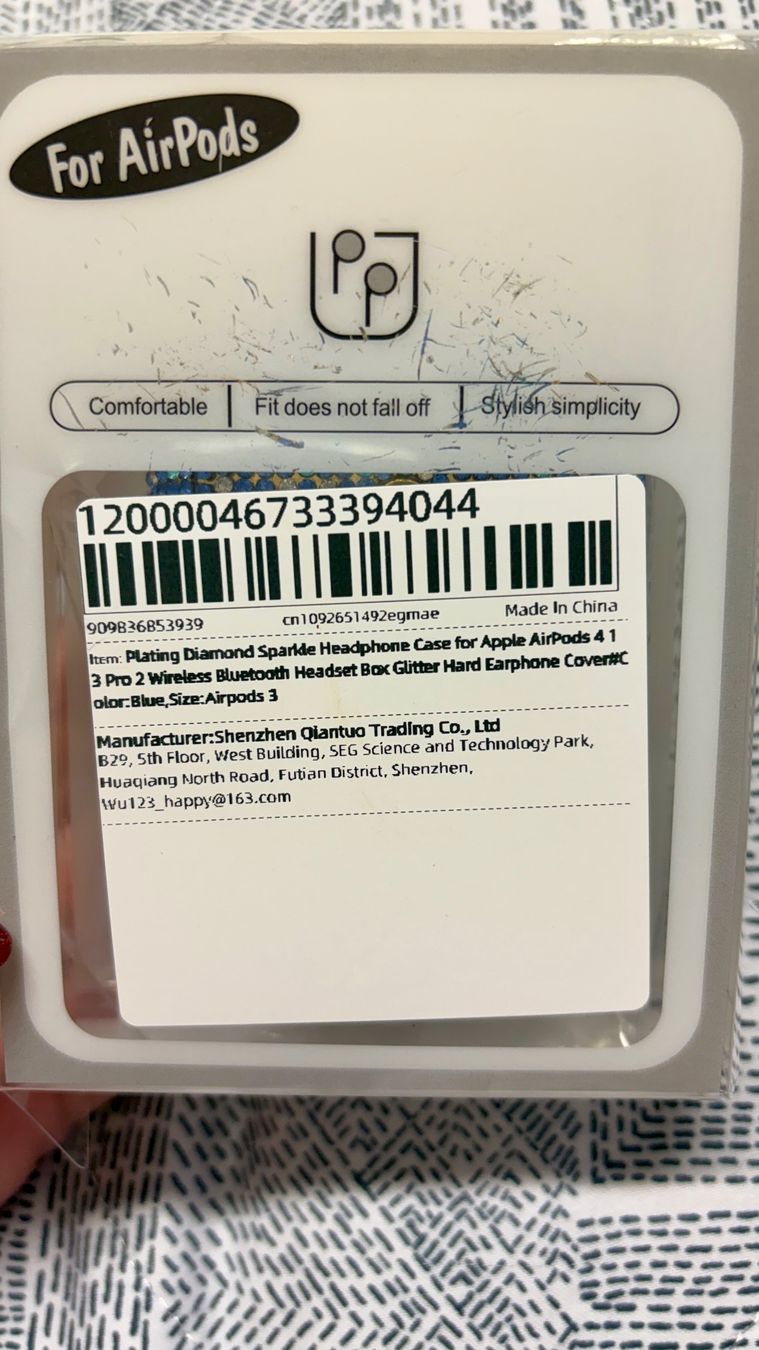 For AirPods
Comfortable | Fit does not fall off | Stylish simplicity
12000046733394044
909836853939 cn1092651492egmae Made In China
Item: Plating Diamond Sparkle Headphone Case for Apple AirPods 4 1
3 Pro 2 Wireless Bluetooth Headset Box Glitter Hard Earphone Cover#C
olor:Blue,Size:Airpods 3
Manufacturer:Shenzhen Qiantuo Trading Co., Ltd
B29, 5th Floor, West Building, SEG Science and Technology Park,
Huaqiang North Road, Futian District, Shenzhen,
Wu123_happy@163.com